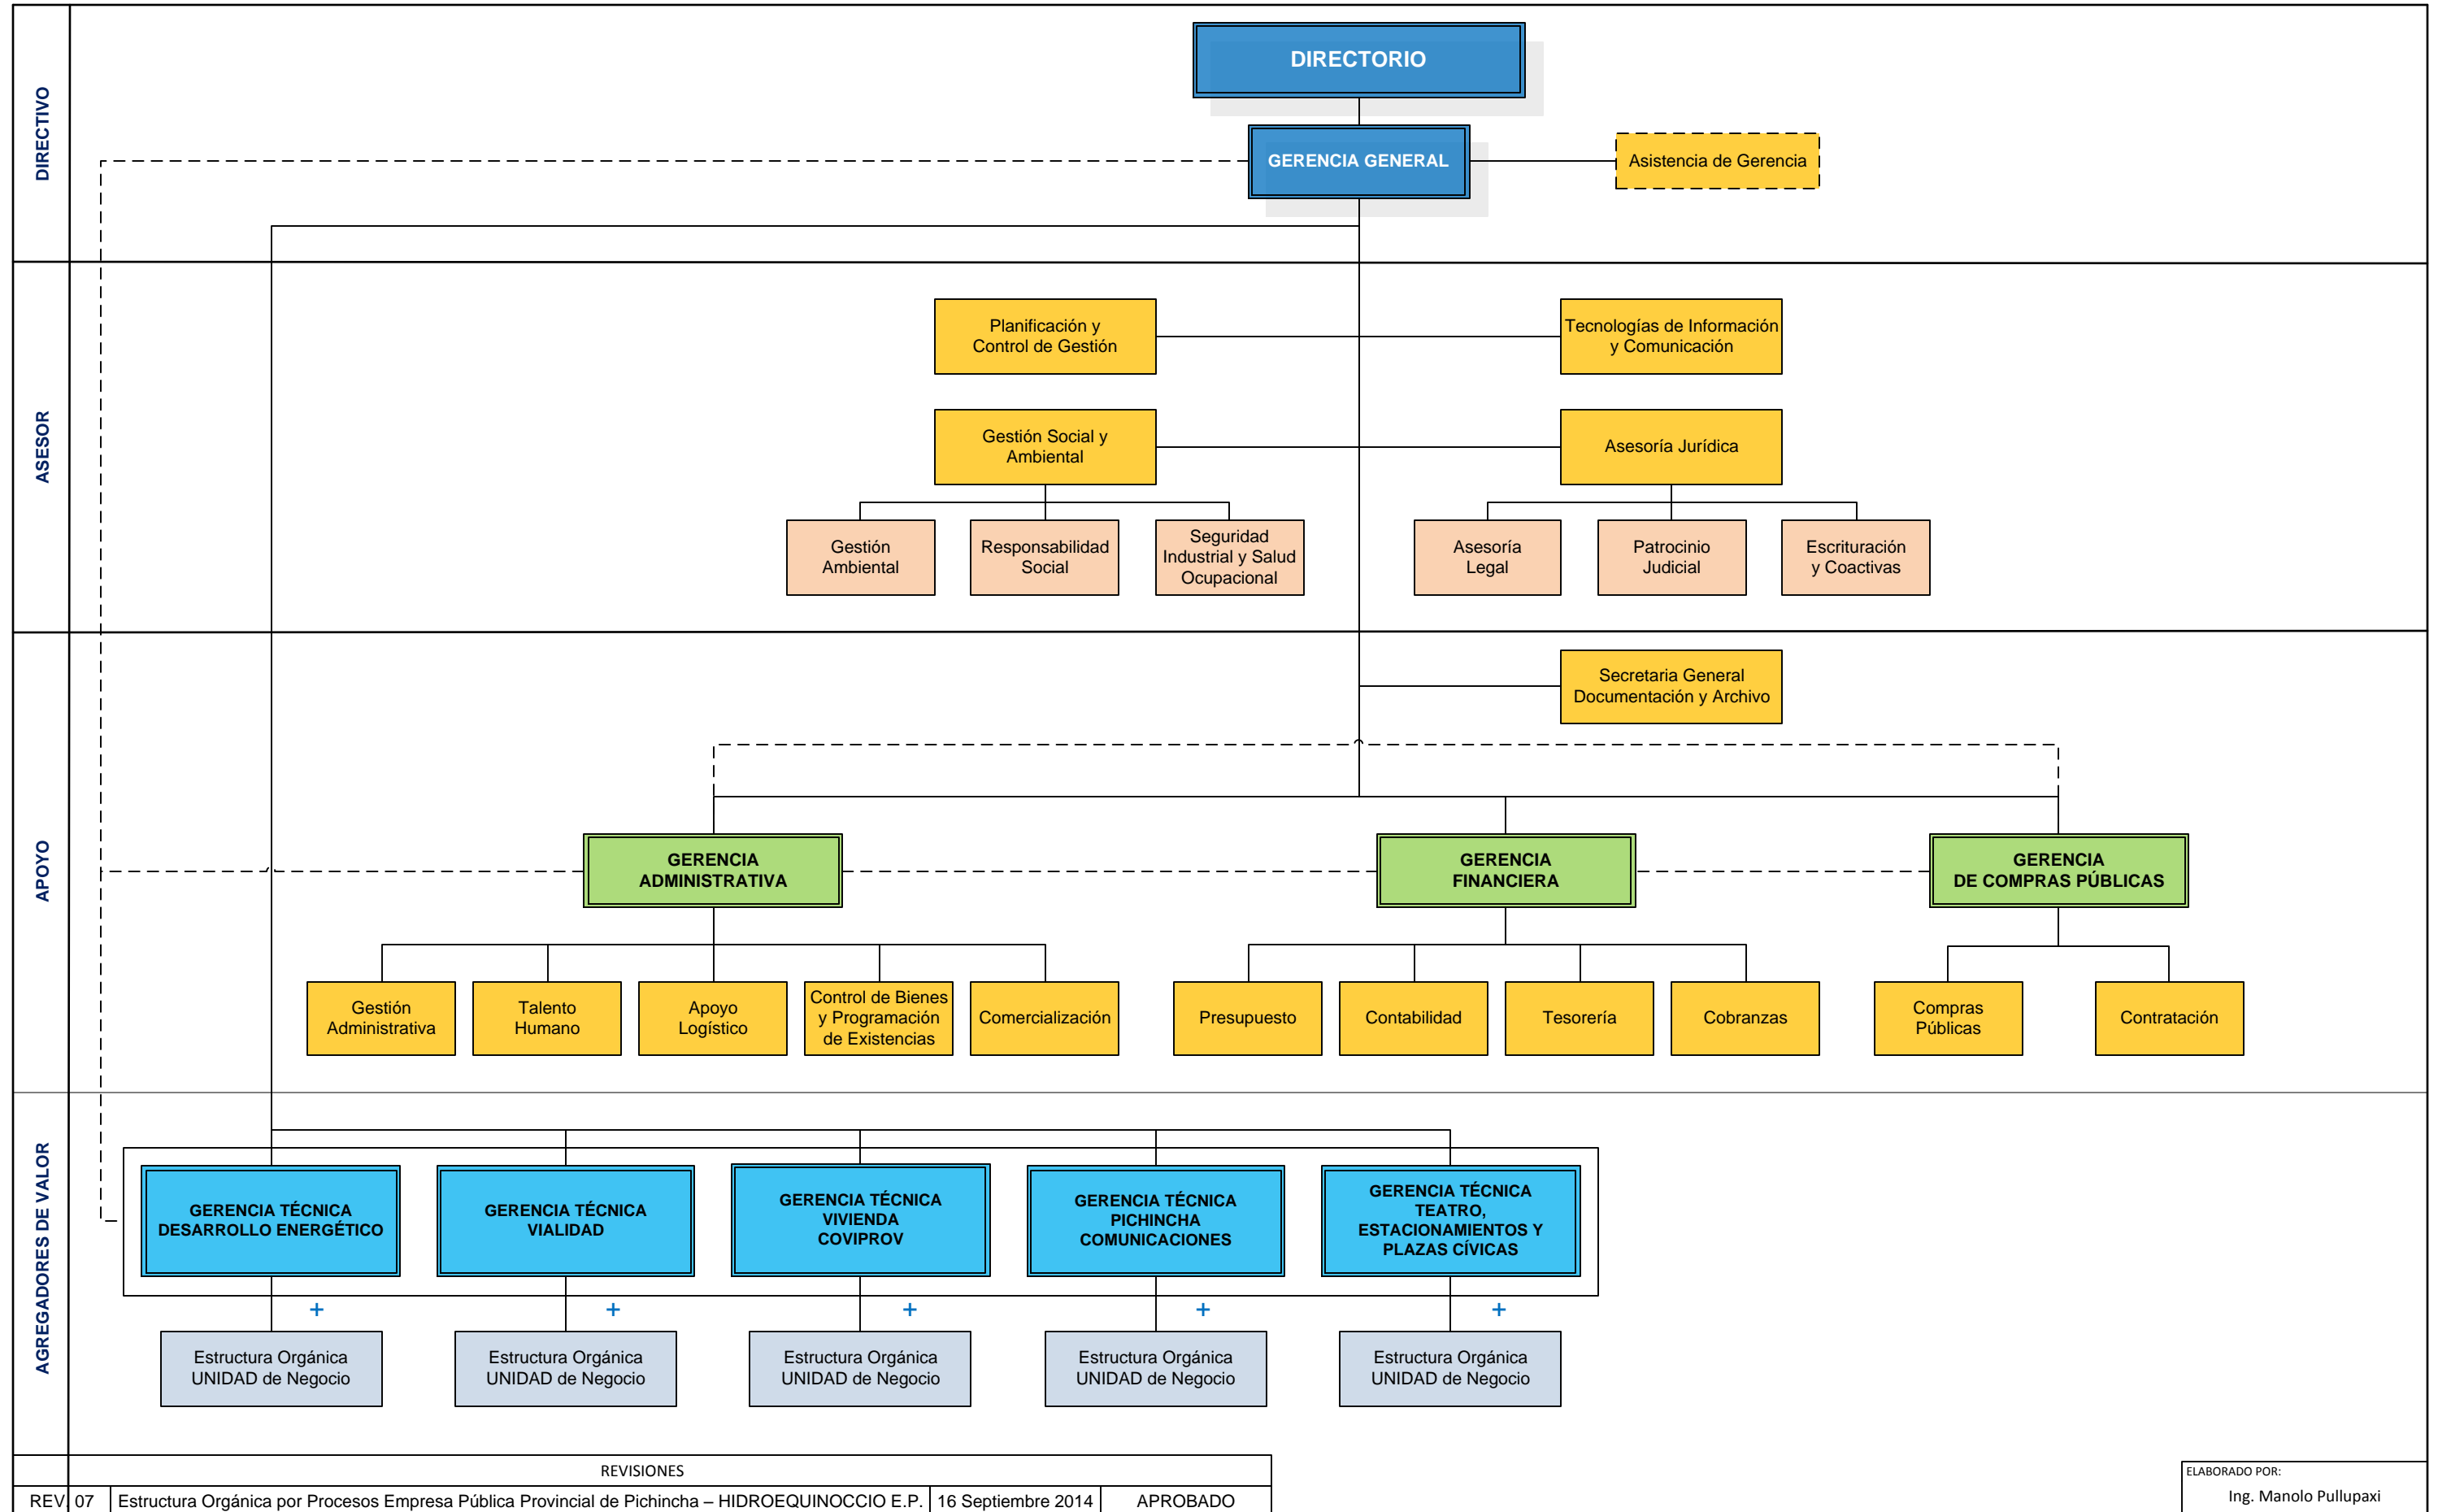 DIRECTIVO
DIRECTORIO
GERENCIA GENERAL
Asistencia de Gerencia
ASESOR
Planificación y
Control de Gestión
Tecnologías de Información
y Comunicación
Gestión Social y
Ambiental
Asesoría Jurídica
Gestión
Ambiental
Responsabilidad
Social
Seguridad
Industrial y Salud
Ocupacional
Asesoría
Legal
Patrocinio
Judicial
Escrituración
y Coactivas
APOYO
Secretaria General
Documentación y Archivo
GERENCIA
ADMINISTRATIVA
GERENCIA
FINANCIERA
GERENCIA
DE COMPRAS PÚBLICAS
Gestión
Administrativa
Talento
Humano
Apoyo
Logístico
Control de Bienes
y Programación
de Existencias
Comercialización
Presupuesto
Contabilidad
Tesorería
Cobranzas
Compras
Públicas
Contratación
AGREGADORES DE VALOR
GERENCIA TÉCNICA
DESARROLLO ENERGÉTICO
GERENCIA TÉCNICA
VIALIDAD
GERENCIA TÉCNICA
VIVIENDA
COVIPROV
GERENCIA TÉCNICA
PICHINCHA
COMUNICACIONES
GERENCIA TÉCNICA
TEATRO,
ESTACIONAMIENTOS Y
PLAZAS CÍVICAS
+
+
+
+
+
Estructura Orgánica
UNIDAD de Negocio
Estructura Orgánica
UNIDAD de Negocio
Estructura Orgánica
UNIDAD de Negocio
Estructura Orgánica
UNIDAD de Negocio
Estructura Orgánica
UNIDAD de Negocio
REVISIONES
REV. 07 Estructura Orgánica por Procesos Empresa Pública Provincial de Pichincha – HIDROEQUINOCCIO E.P. 16 Septiembre 2014 APROBADO
ELABORADO POR:
Ing. Manolo Pullupaxi